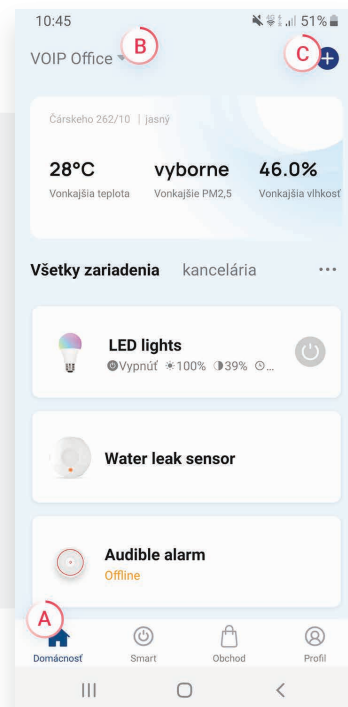 10:45 51%
B
C
VOIP Office
Čárskeho 262/10 | jasný
28°C vyborne 46.0%
Vonkajšia teplota Vonkajšie PM2,5 Vonkajšia vlhkosť
Všetky zariadenia kancelária ...
LED lights
Vypnúť 100% 39% ...
Water leak sensor
Audible alarm
Offline
A
Domácnosť Smart Obchod Profil